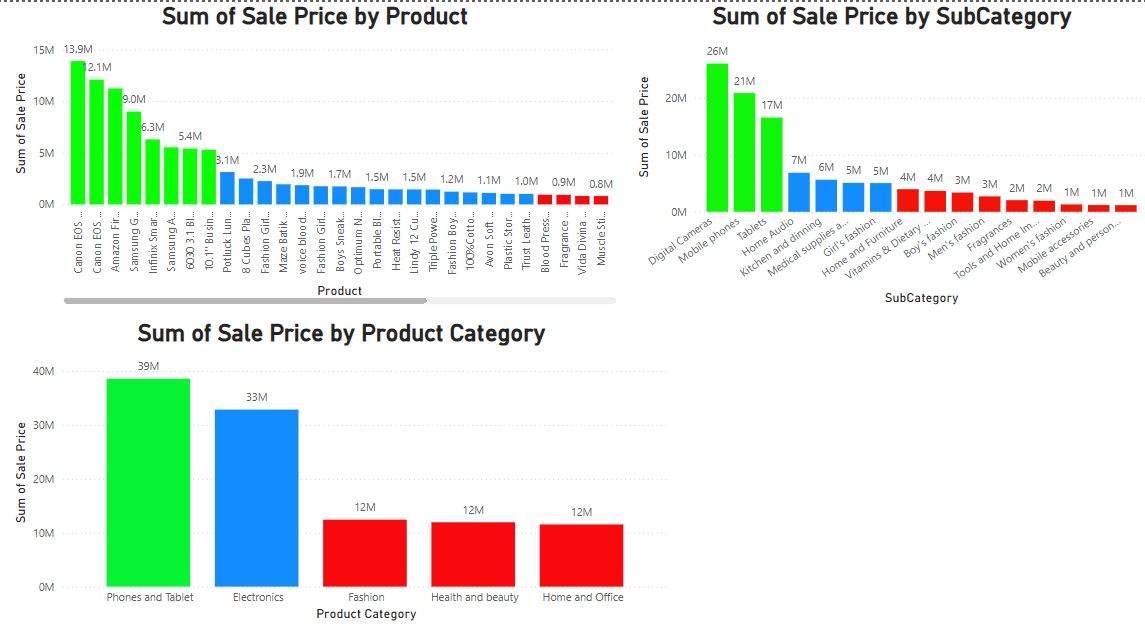 Sum of Sale Price by Product
Sum of Sale Price
15M
10M
5M
0M
13.9M
12.1M
9.0M
6.3M
5.4M
3.1M
2.3M
1.9M
1.7M
1.5M
1.5M
1.2M
1.1M
1.0M
0.9M
0.8M
Canon EOS ...
Canon EOS ...
Amazon Fir...
Samsung G...
Infinix Smar...
Samsung A...
6030 3.1 Bl...
10.1'' Busin...
Potluck Lun...
8 Cubes Pla...
Fashion Girl...
Maze Batik ...
voice blood...
Fashion Girl...
Boys Sneak...
Optimum N...
Portable Bl...
Heat Resist...
Lindy 12 Cu...
Triple Powe...
Fashion Boy...
100%Cotto...
Avon Soft ...
Plastic Stor...
Trust Leath...
Blood Press...
Fragrance ...
Vida Divina ...
Muscle Sti...
Product
Sum of Sale Price by SubCategory
Sum of Sale Price
20M
10M
0M
26M
21M
17M
7M
6M
5M
5M
4M
4M
3M
3M
2M
2M
1M
1M
1M
Digital Cameras
Mobile phones
Tablets
Home Audio
Kitchen and dinning
Medical supplies a...
Girl's fashion
Home and Furniture
Vitamins & Dietary ...
Boy's fashion
Men's fashion
Fragrances
Tools and Home Im...
Women's fashion
Mobile accessories
Beauty and person...
SubCategory
Sum of Sale Price by Product Category
Sum of Sale Price
40M
30M
20M
10M
0M
39M
33M
12M
12M
12M
Phones and Tablet
Electronics
Fashion
Health and beauty
Home and Office
Product Category